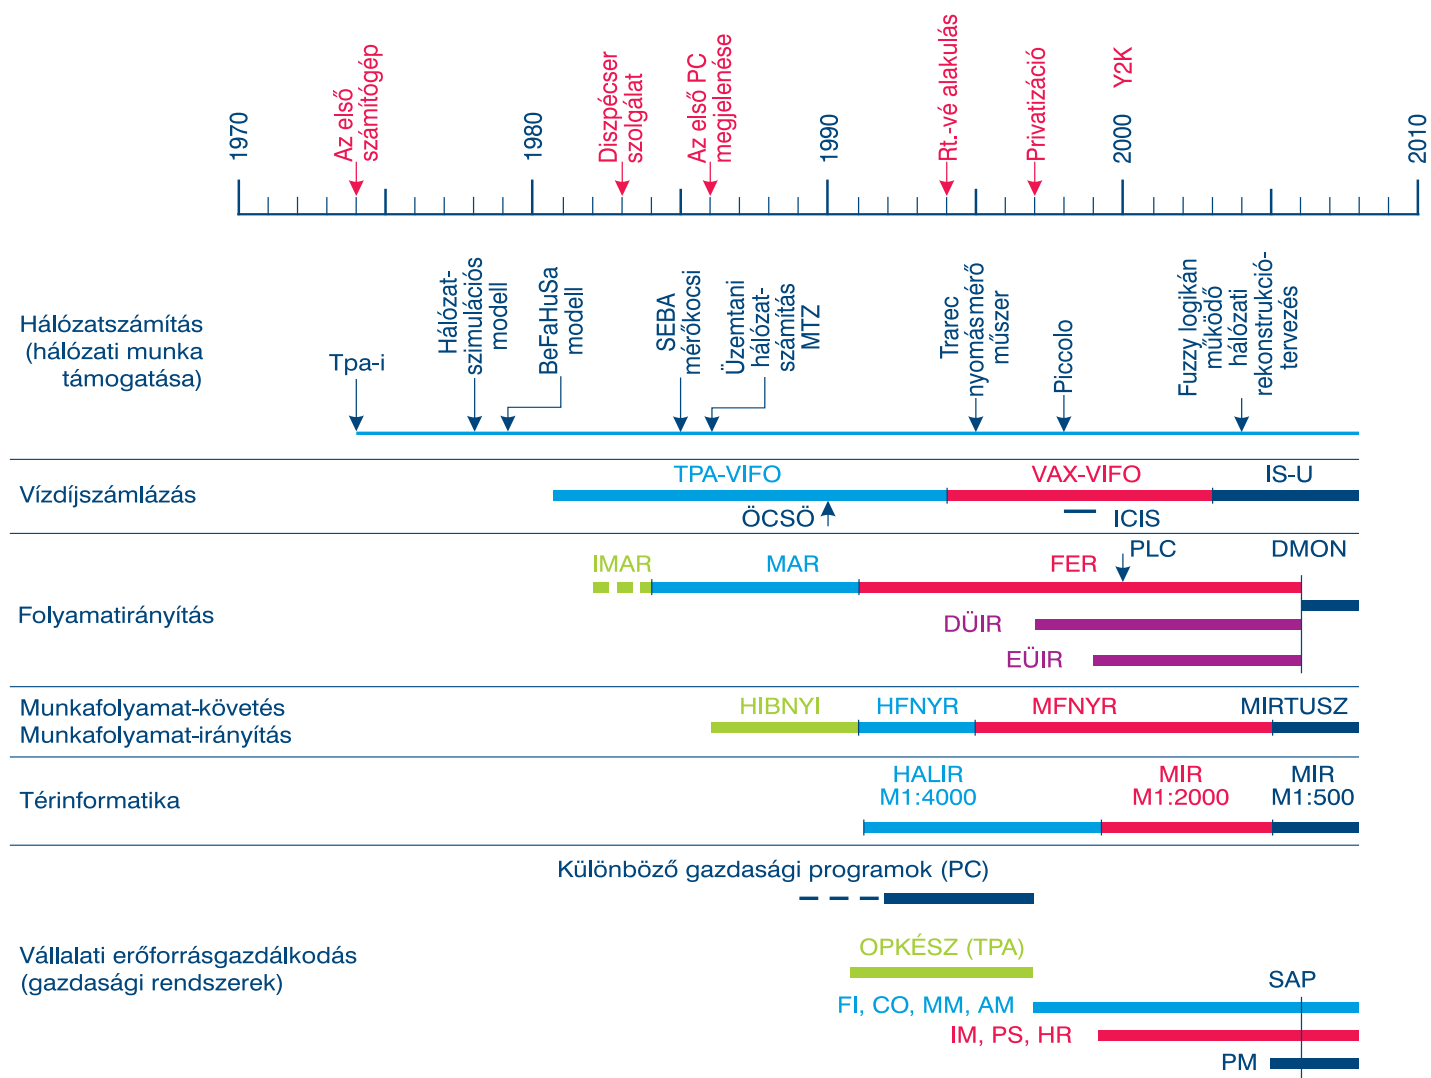 1970
Az első
számítógép
1980
Diszpécser
szolgálat
Az első PC
megjelenése
1990
Rt.-vé alakulás
Privatizáció
Y2K
2000
2010
Hálózatszámítás
(hálózati munka
támogatása)
Tpa-i
Hálózat-
szimulációs
modell
BeFaHuSa
modell
SEBA
mérőkocsi
Üzemtani
hálózat-
számítás
MTZ
Trarec
nyomásmérő
műszer
Piccolo
Fuzzy logikán
működő
hálózati
rekonstrukció-
tervezés
Vízdíjszámlázás
TPA-VIFO
VAX-VIFO
IS-U
ÖCSÖ
ICIS
Folyamatirányítás
IMAR
MAR
FER
PLC
DMON
DÜIR
EÜIR
Munkafolyamat-követés
Munkafolyamat-irányítás
HIBNYI
HFNYR
MFNYR
MIRTUSZ
Térinformatika
HALIR
M1:4000
MIR
M1:2000
MIR
M1:500
Vállalati erőforrásgazdálkodás
(gazdasági rendszerek)
Különböző gazdasági programok (PC)
OPKÉSZ (TPA)
SAP
FI, CO, MM, AM
IM, PS, HR
PM